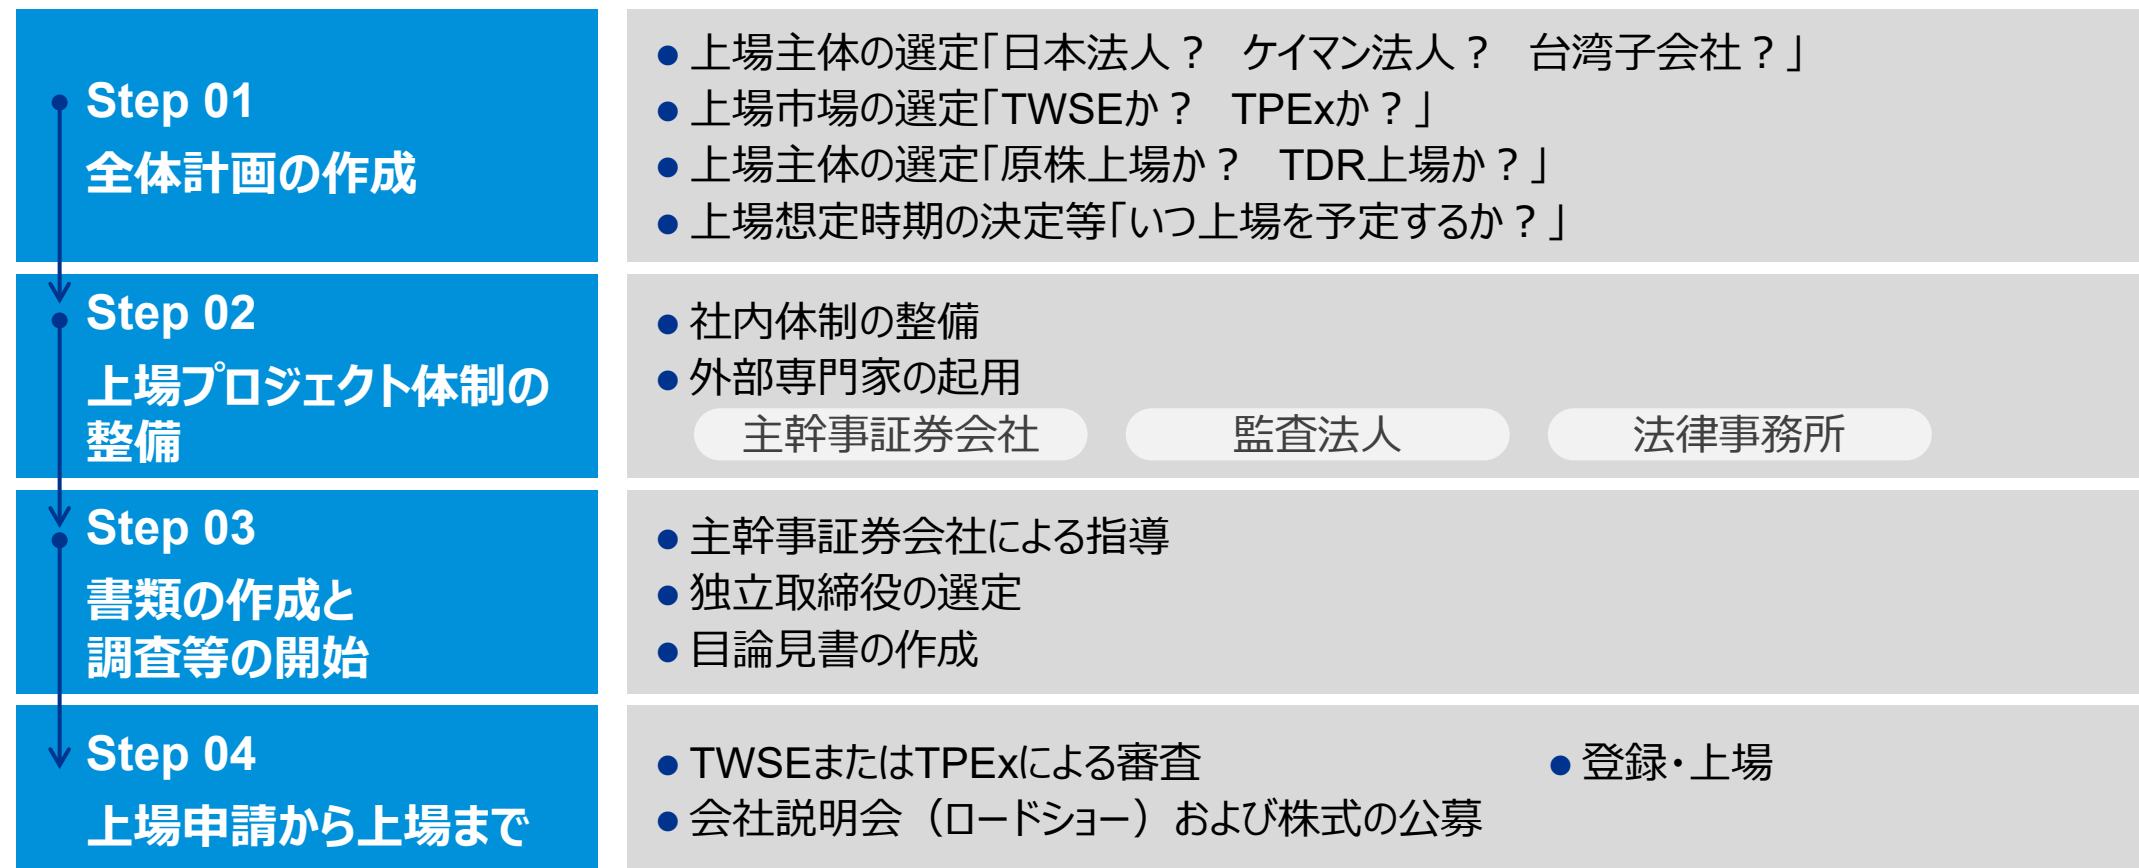 Step 01
全体計画の作成
● 上場主体の選定「日本法人？　ケイマン法人？　台湾子会社？」
● 上場市場の選定「TWSEか？　TPExか？」
● 上場主体の選定「原株上場か？　TDR上場か？」
● 上場想定時期の決定等「いつ上場を予定するか？」
Step 02
上場プロジェクト体制の
整備
● 社内体制の整備
● 外部専門家の起用
主幹事証券会社　監査法人　法律事務所
Step 03
書類の作成と
調査等の開始
● 主幹事証券会社による指導
● 独立取締役の選定
● 目論見書の作成
Step 04
上場申請から上場まで
● TWSEまたはTPExによる審査
● 会社説明会（ロードショー）および株式の公募
● 登録・上場